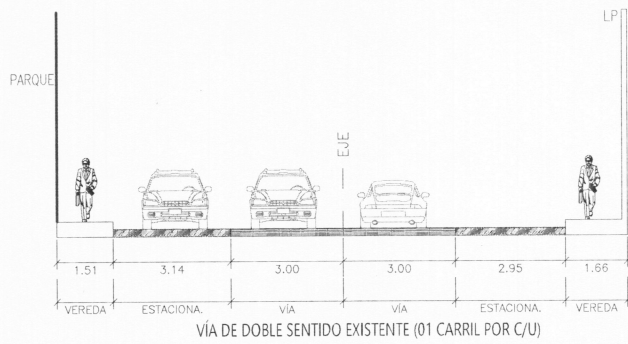 LP
PARQUE
EJE
1.51 3.14 3.00 3.00 2.95 1.66
VEREDA ESTACIONA. VÍA VÍA ESTACIONA. VEREDA
VÍA DE DOBLE SENTIDO EXISTENTE (01 CARRIL POR C/U)